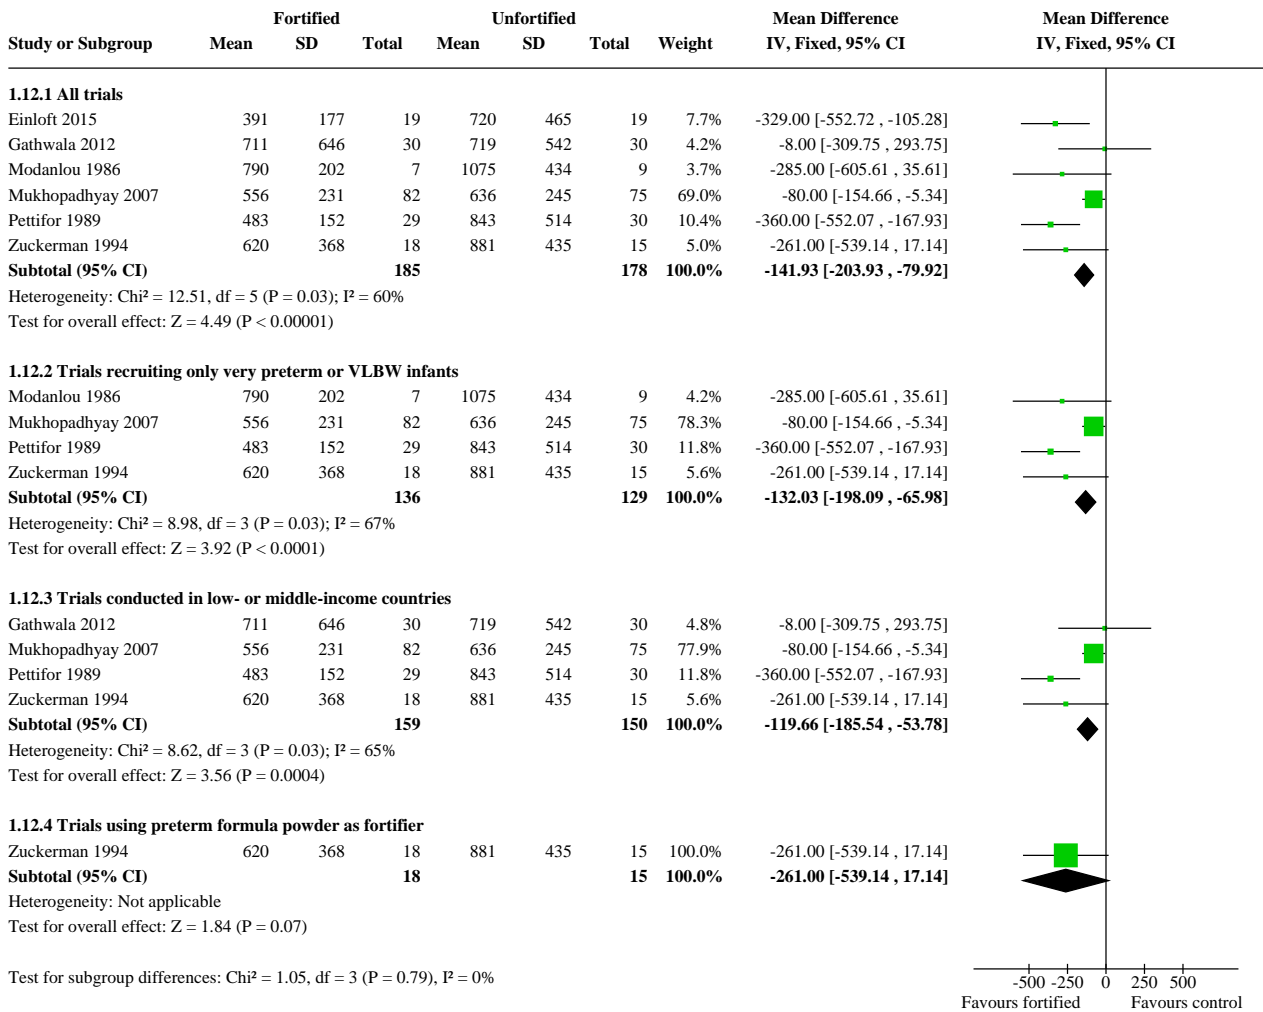 Fortified Unfortified Mean Difference Mean Difference
Study or Subgroup Mean SD Total Mean SD Total Weight IV, Fixed, 95% CI IV, Fixed, 95% CI
1.12.1 All trials
Einloft 2015 391 177 19 720 465 19 7.7% -329.00 [-552.72 , -105.28]
Gathwala 2012 711 646 30 719 542 30 4.2% -8.00 [-309.75 , 293.75]
Modanlou 1986 790 202 7 1075 434 9 3.7% -285.00 [-605.61 , 35.61]
Mukhopadhyay 2007 556 231 82 636 245 75 69.0% -80.00 [-154.66 , -5.34]
Pettifor 1989 483 152 29 843 514 30 10.4% -360.00 [-552.07 , -167.93]
Zuckerman 1994 620 368 18 881 435 15 5.0% -261.00 [-539.14 , 17.14]
Subtotal (95% CI) 185 178 100.0% -141.93 [-203.93 , -79.92]
Heterogeneity: Chi² = 12.51, df = 5 (P = 0.03); I² = 60%
Test for overall effect: Z = 4.49 (P < 0.00001)
1.12.2 Trials recruiting only very preterm or VLBW infants
Modanlou 1986 790 202 7 1075 434 9 4.2% -285.00 [-605.61 , 35.61]
Mukhopadhyay 2007 556 231 82 636 245 75 78.3% -80.00 [-154.66 , -5.34]
Pettifor 1989 483 152 29 843 514 30 11.8% -360.00 [-552.07 , -167.93]
Zuckerman 1994 620 368 18 881 435 15 5.6% -261.00 [-539.14 , 17.14]
Subtotal (95% CI) 136 129 100.0% -132.03 [-198.09 , -65.98]
Heterogeneity: Chi² = 8.98, df = 3 (P = 0.03); I² = 67%
Test for overall effect: Z = 3.92 (P < 0.0001)
1.12.3 Trials conducted in low- or middle-income countries
Gathwala 2012 711 646 30 719 542 30 4.8% -8.00 [-309.75 , 293.75]
Mukhopadhyay 2007 556 231 82 636 245 75 77.9% -80.00 [-154.66 , -5.34]
Pettifor 1989 483 152 29 843 514 30 11.8% -360.00 [-552.07 , -167.93]
Zuckerman 1994 620 368 18 881 435 15 5.6% -261.00 [-539.14 , 17.14]
Subtotal (95% CI) 159 150 100.0% -119.66 [-185.54 , -53.78]
Heterogeneity: Chi² = 8.62, df = 3 (P = 0.03); I² = 65%
Test for overall effect: Z = 3.56 (P = 0.0004)
1.12.4 Trials using preterm formula powder as fortifier
Zuckerman 1994 620 368 18 881 435 15 100.0% -261.00 [-539.14 , 17.14]
Subtotal (95% CI) 18 15 100.0% -261.00 [-539.14 , 17.14]
Heterogeneity: Not applicable
Test for overall effect: Z = 1.84 (P = 0.07)
Test for subgroup differences: Chi² = 1.05, df = 3 (P = 0.79), I² = 0%
-500 -250 0 250 500
Favours fortified Favours control